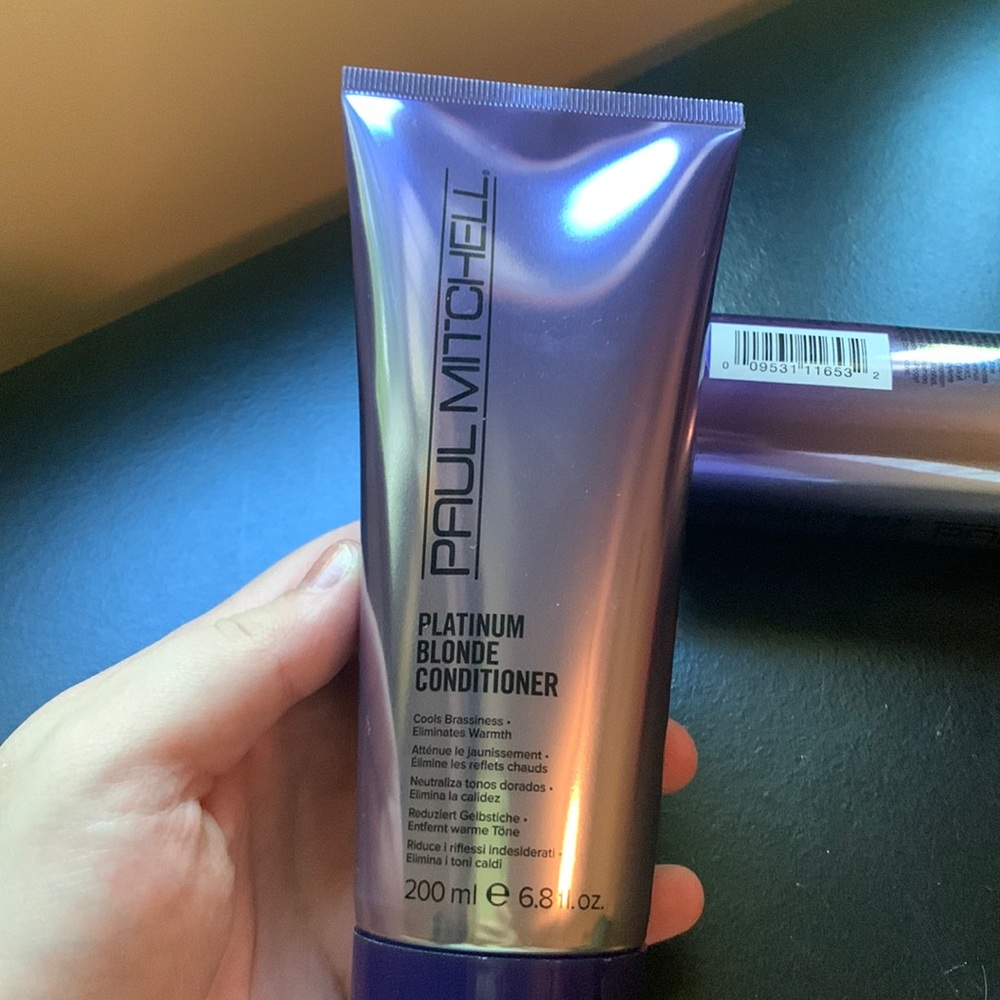 PAUL MITCHELL®
PLATINUM
BLONDE
CONDITIONER
Cools Brassiness •
Eliminates Warmth
Atténue le jaunissement •
Élimine les reflets chauds
Neutraliza tonos dorados •
Elimina la calidez
Reduziert Gelbstiche •
Entfernt warme Töne
Riduce i riflessi indesiderati •
Elimina i toni caldi
200 ml e 6.8 fl. oz.
0 09531 11653 2